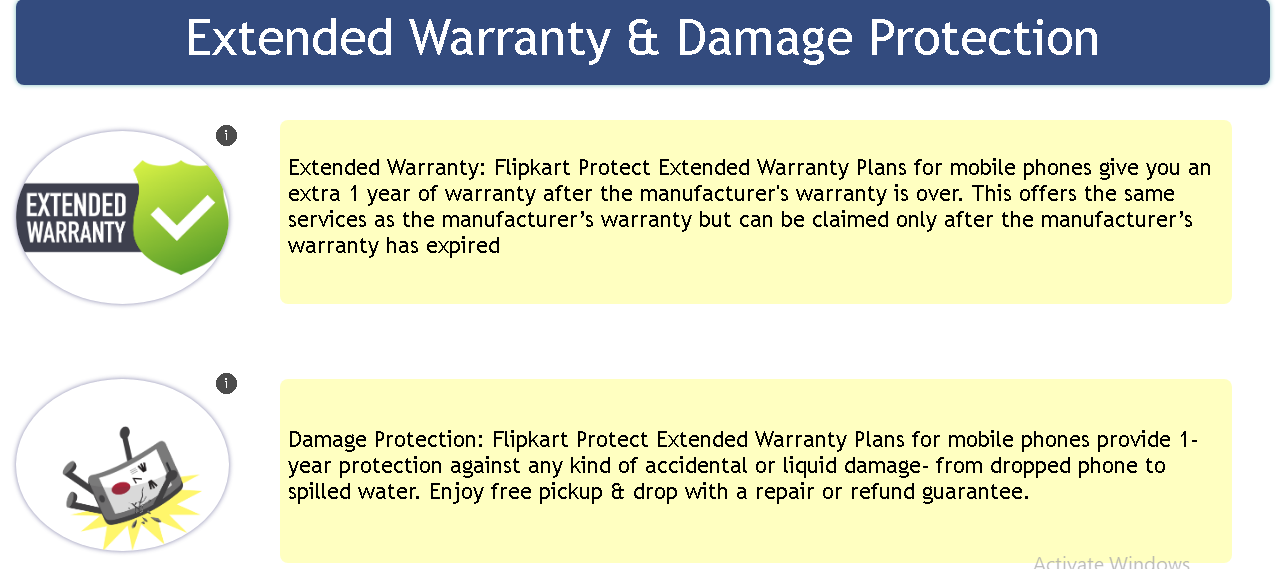 Extended Warranty & Damage Protection
i
EXTENDED
WARRANTY
Extended Warranty: Flipkart Protect Extended Warranty Plans for mobile phones give you an
extra 1 year of warranty after the manufacturer's warranty is over. This offers the same
services as the manufacturer’s warranty but can be claimed only after the manufacturer’s
warranty has expired
i
Damage Protection: Flipkart Protect Extended Warranty Plans for mobile phones provide 1-
year protection against any kind of accidental or liquid damage- from dropped phone to
spilled water. Enjoy free pickup & drop with a repair or refund guarantee.
Activate Windows